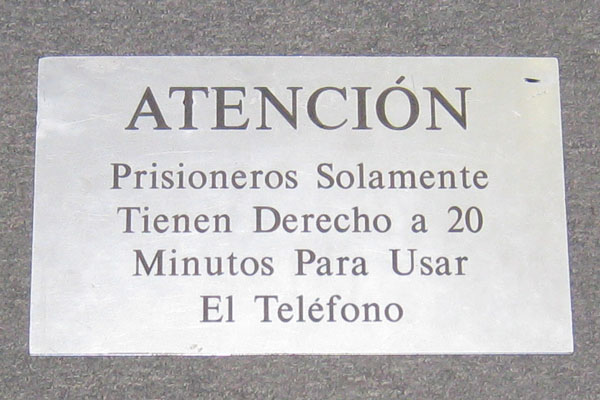 ATENCIÓN
Prisioneros Solamente
Tienen Derecho a 20
Minutos Para Usar
El Teléfono